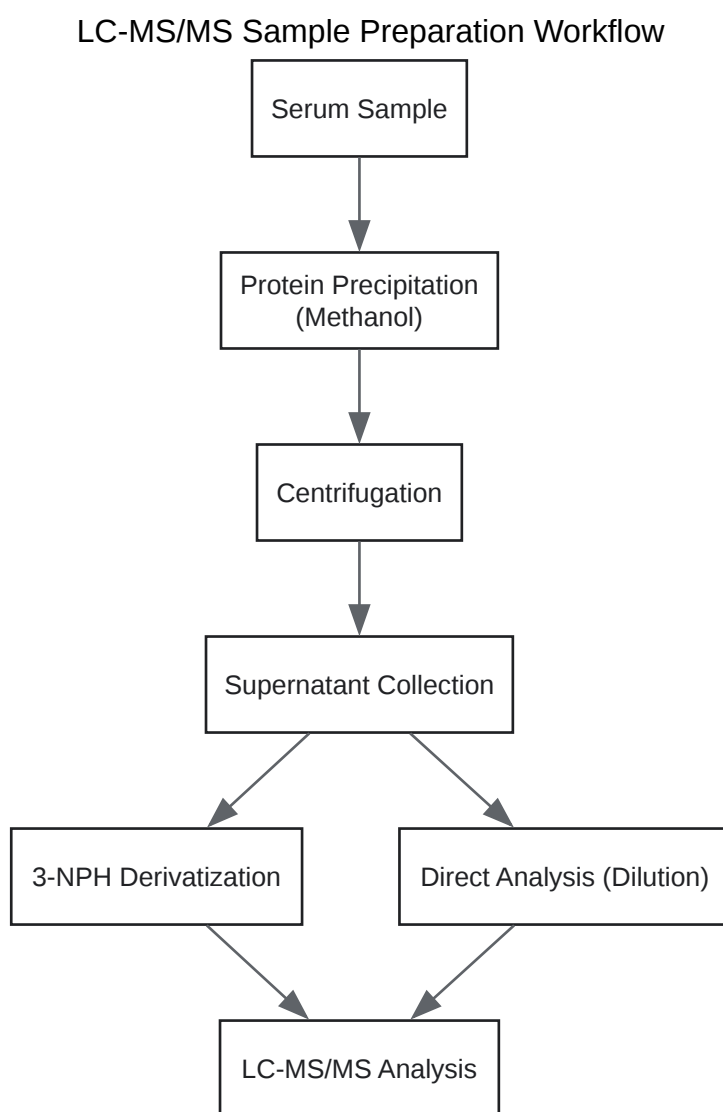 LC-MS/MS Sample Preparation Workflow
Serum Sample
Protein Precipitation
(Methanol)
Centrifugation
Supernatant Collection
3-NPH Derivatization
Direct Analysis (Dilution)
LC-MS/MS Analysis